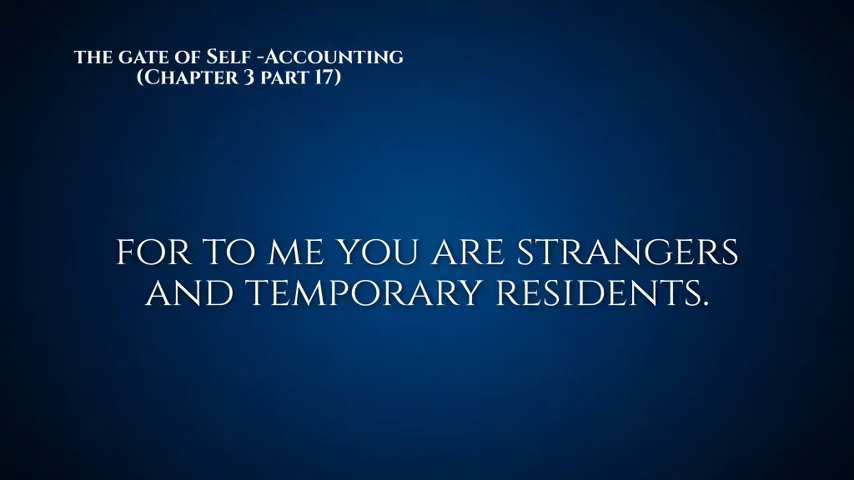 THE GATE OF SELF -ACCOUNTING
(CHAPTER 3 PART 17)
FOR TO ME YOU ARE STRANGERS
AND TEMPORARY RESIDENTS.